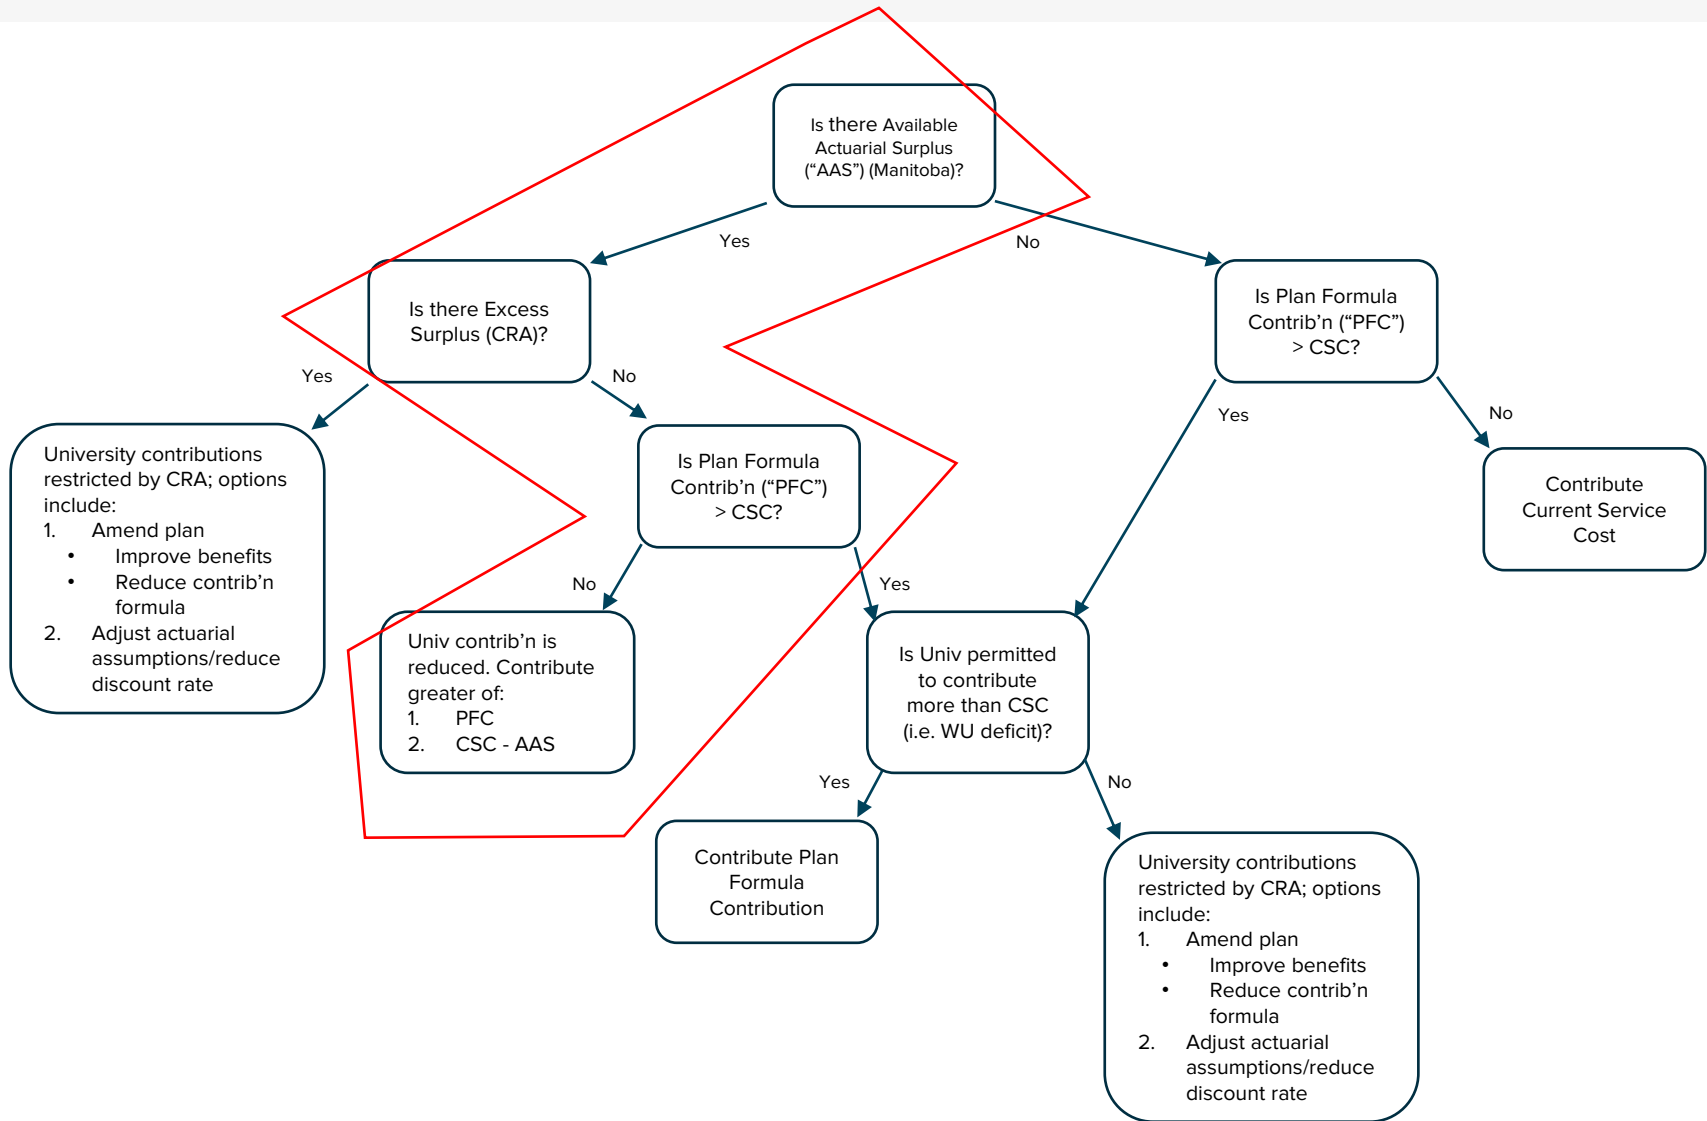 Is there Available
Actuarial Surplus
(“AAS”) (Manitoba)?
Yes
No
Is there Excess
Surplus (CRA)?
Is Plan Formula
Contrib’n (“PFC”)
> CSC?
Yes
No
Yes
No
University contributions
restricted by CRA; options
include:
1. Amend plan
• Improve benefits
• Reduce contrib’n
formula
2. Adjust actuarial
assumptions/reduce
discount rate
Is Plan Formula
Contrib’n (“PFC”)
> CSC?
Contribute
Current Service
Cost
No
Yes
Univ contrib’n is
reduced. Contribute
greater of:
1. PFC
2. CSC - AAS
Is Univ permitted
to contribute
more than CSC
(i.e. WU deficit)?
Yes
No
Contribute Plan
Formula
Contribution
University contributions
restricted by CRA; options
include:
1. Amend plan
• Improve benefits
• Reduce contrib’n
formula
2. Adjust actuarial
assumptions/reduce
discount rate